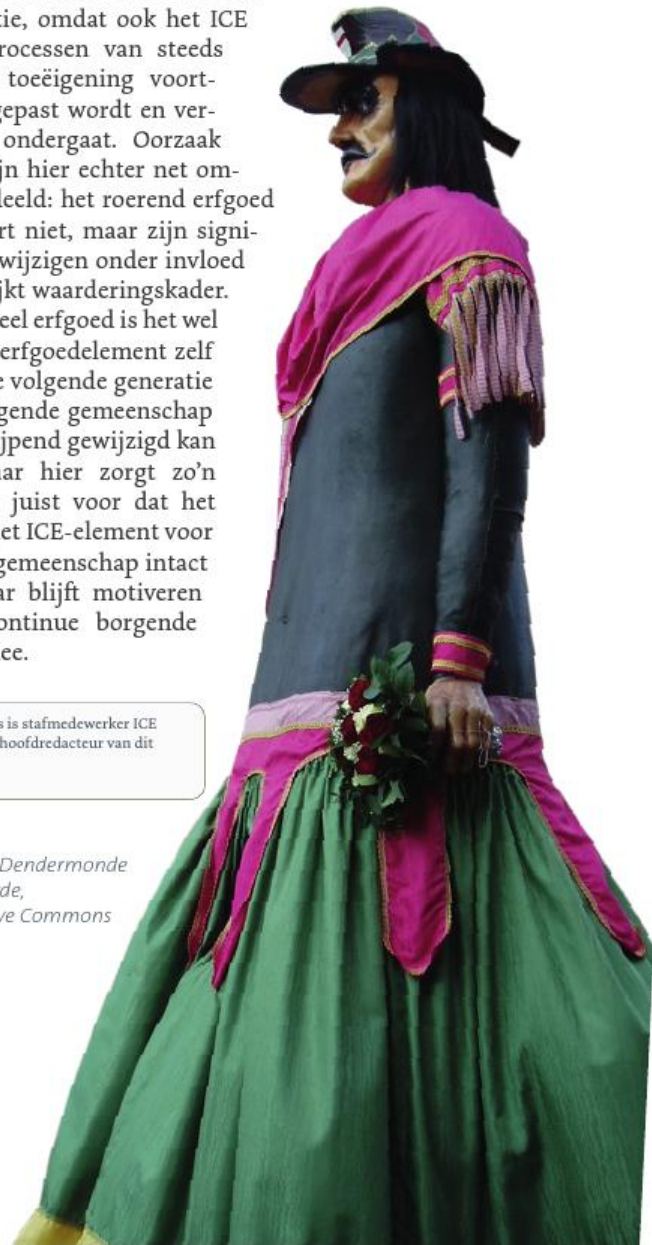 tie, omdat ook het ICE
rocessen van steeds
toeëigening voort-
gepast wordt en ver-
ondergaat. Oorzaak
ijn hier echter net om-
deeld: het roerend erfgoed
rt niet, maar zijn signi-
wijzigen onder invloed
jkt waarderingskader.
eel erfgoed is het wel
erfgoedelement zelf
e volgende generatie
gende gemeenschap
ijpend gewijzigd kan
ar hier zorgt zo'n
juist voor dat het
et ICE-element voor
gemeenschap intact
ar blijft motiveren
ontinue borgende
ee.
s is stafmedewerker ICE
hoofdredacteur van dit
Dendermonde
de,
ve Commons